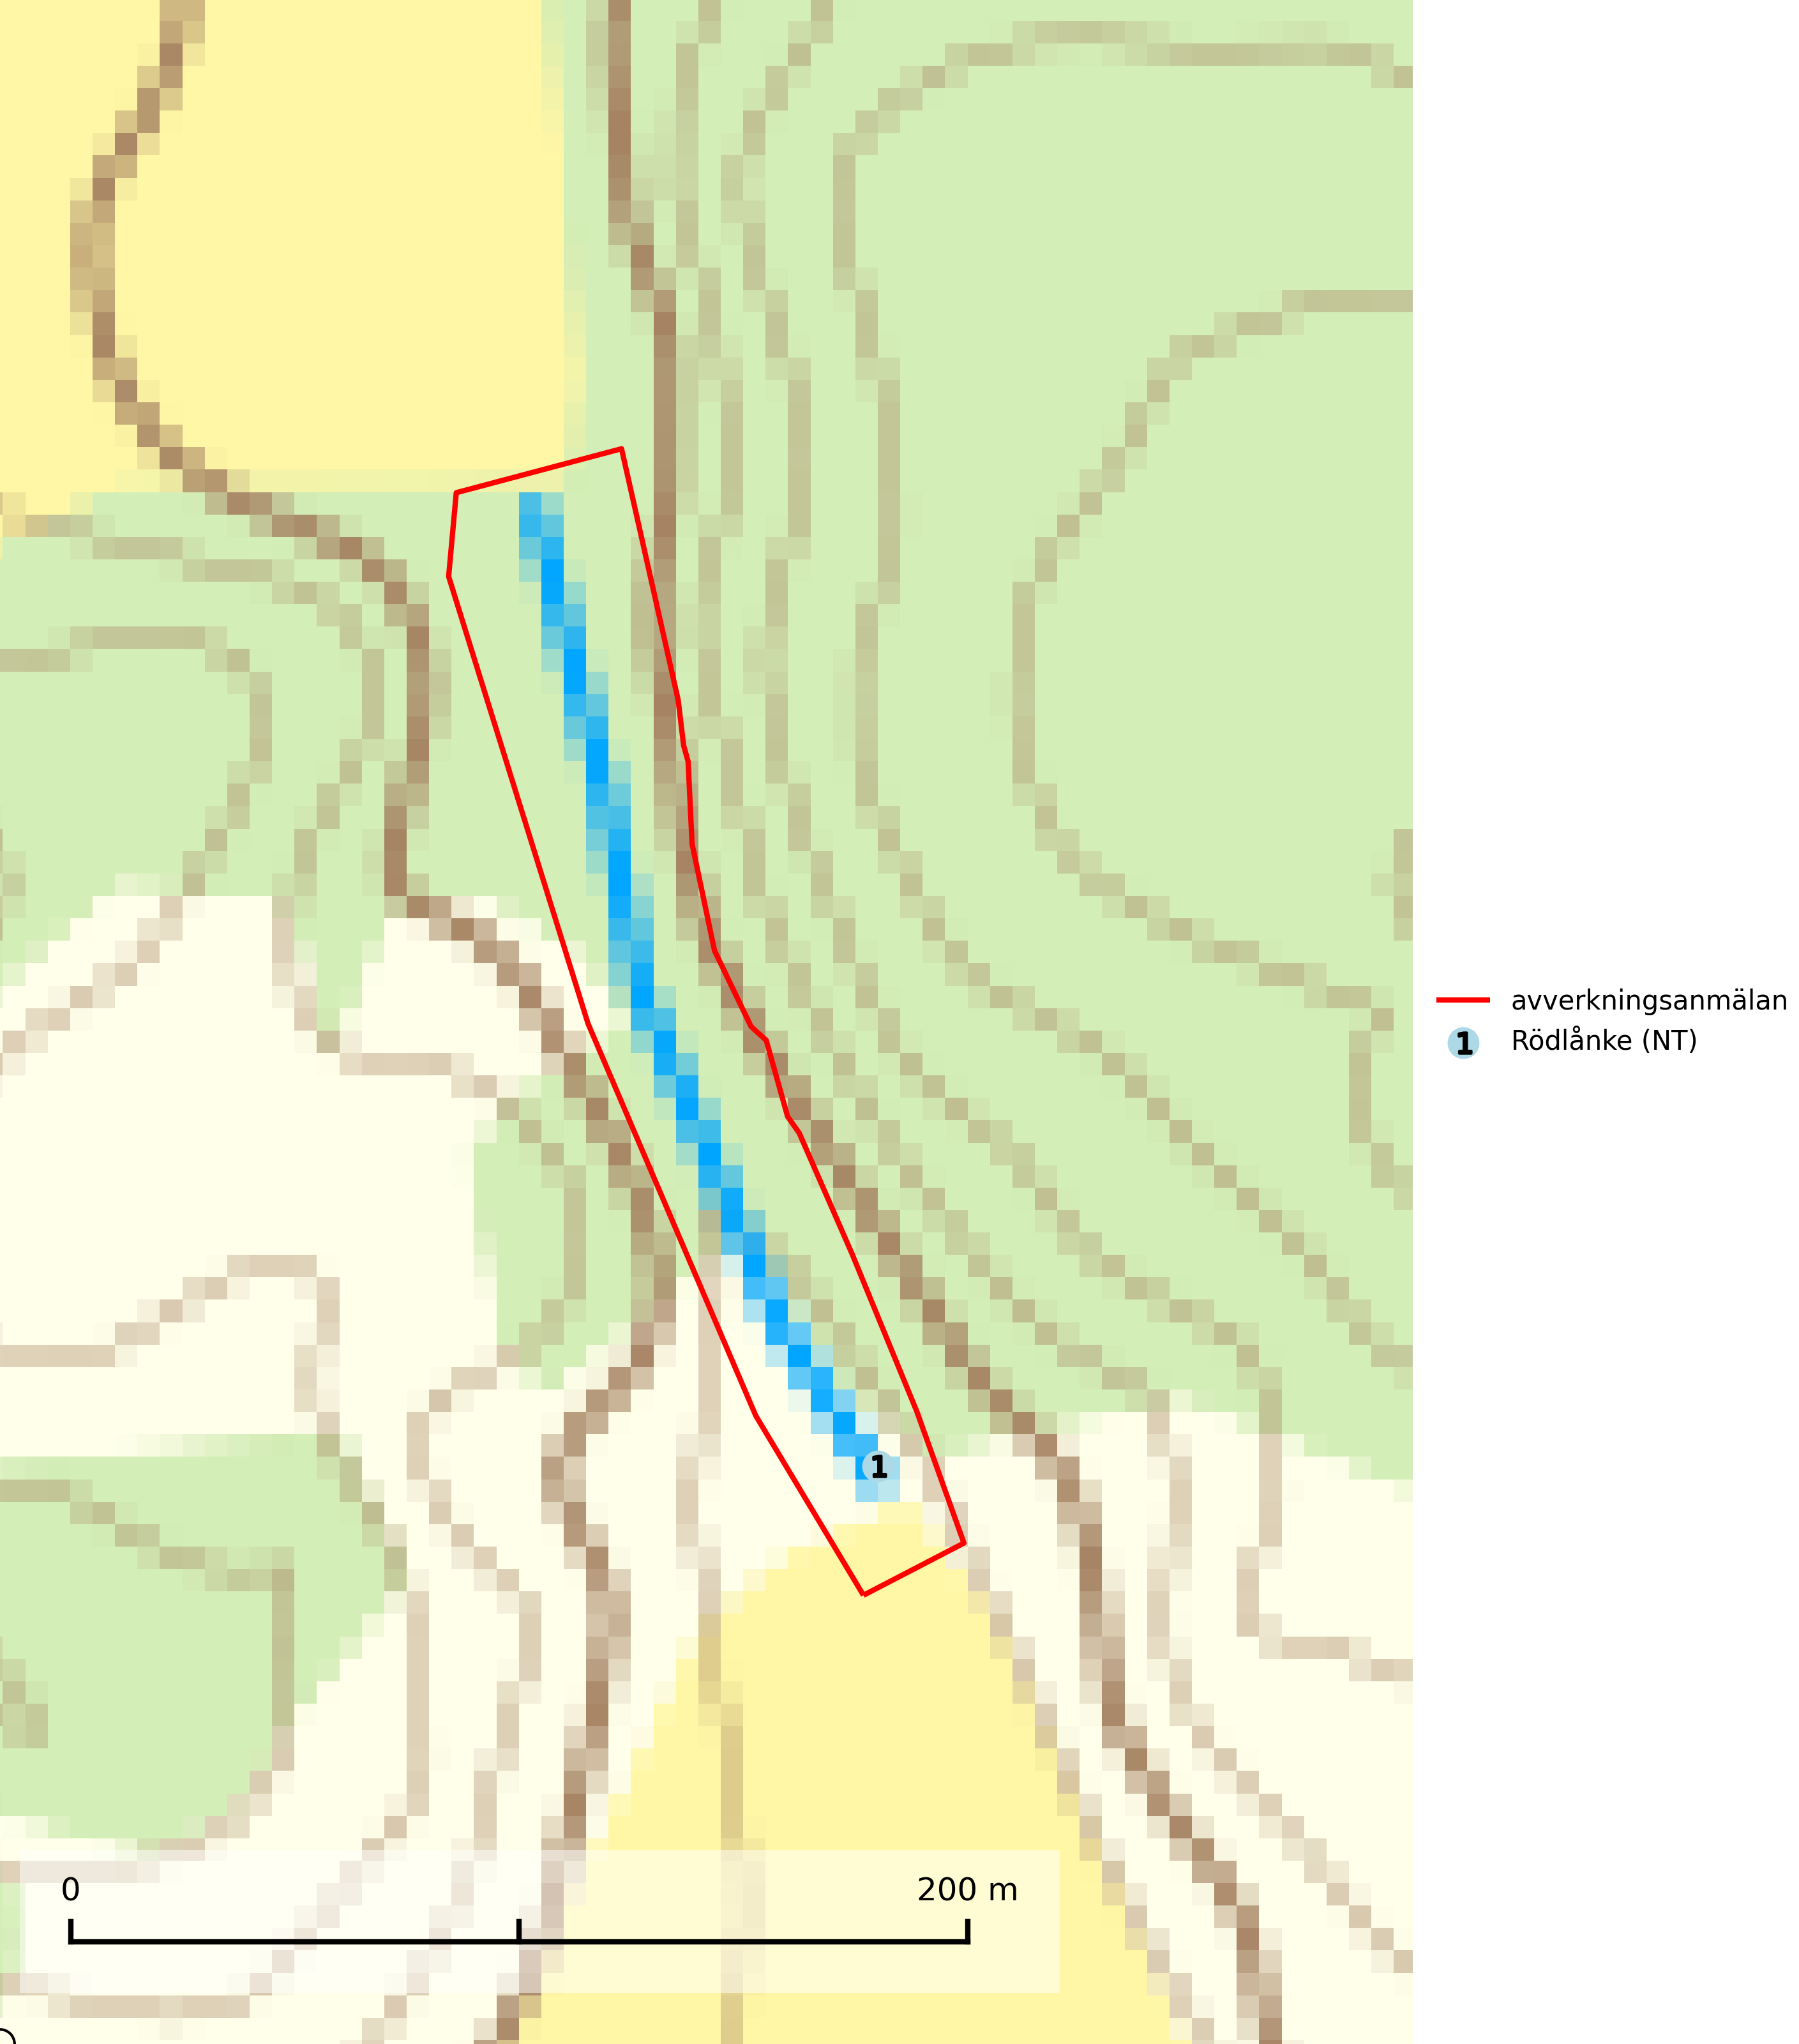 avverkningsanmälan
1 Rödlånke (NT)
1
0 200 m